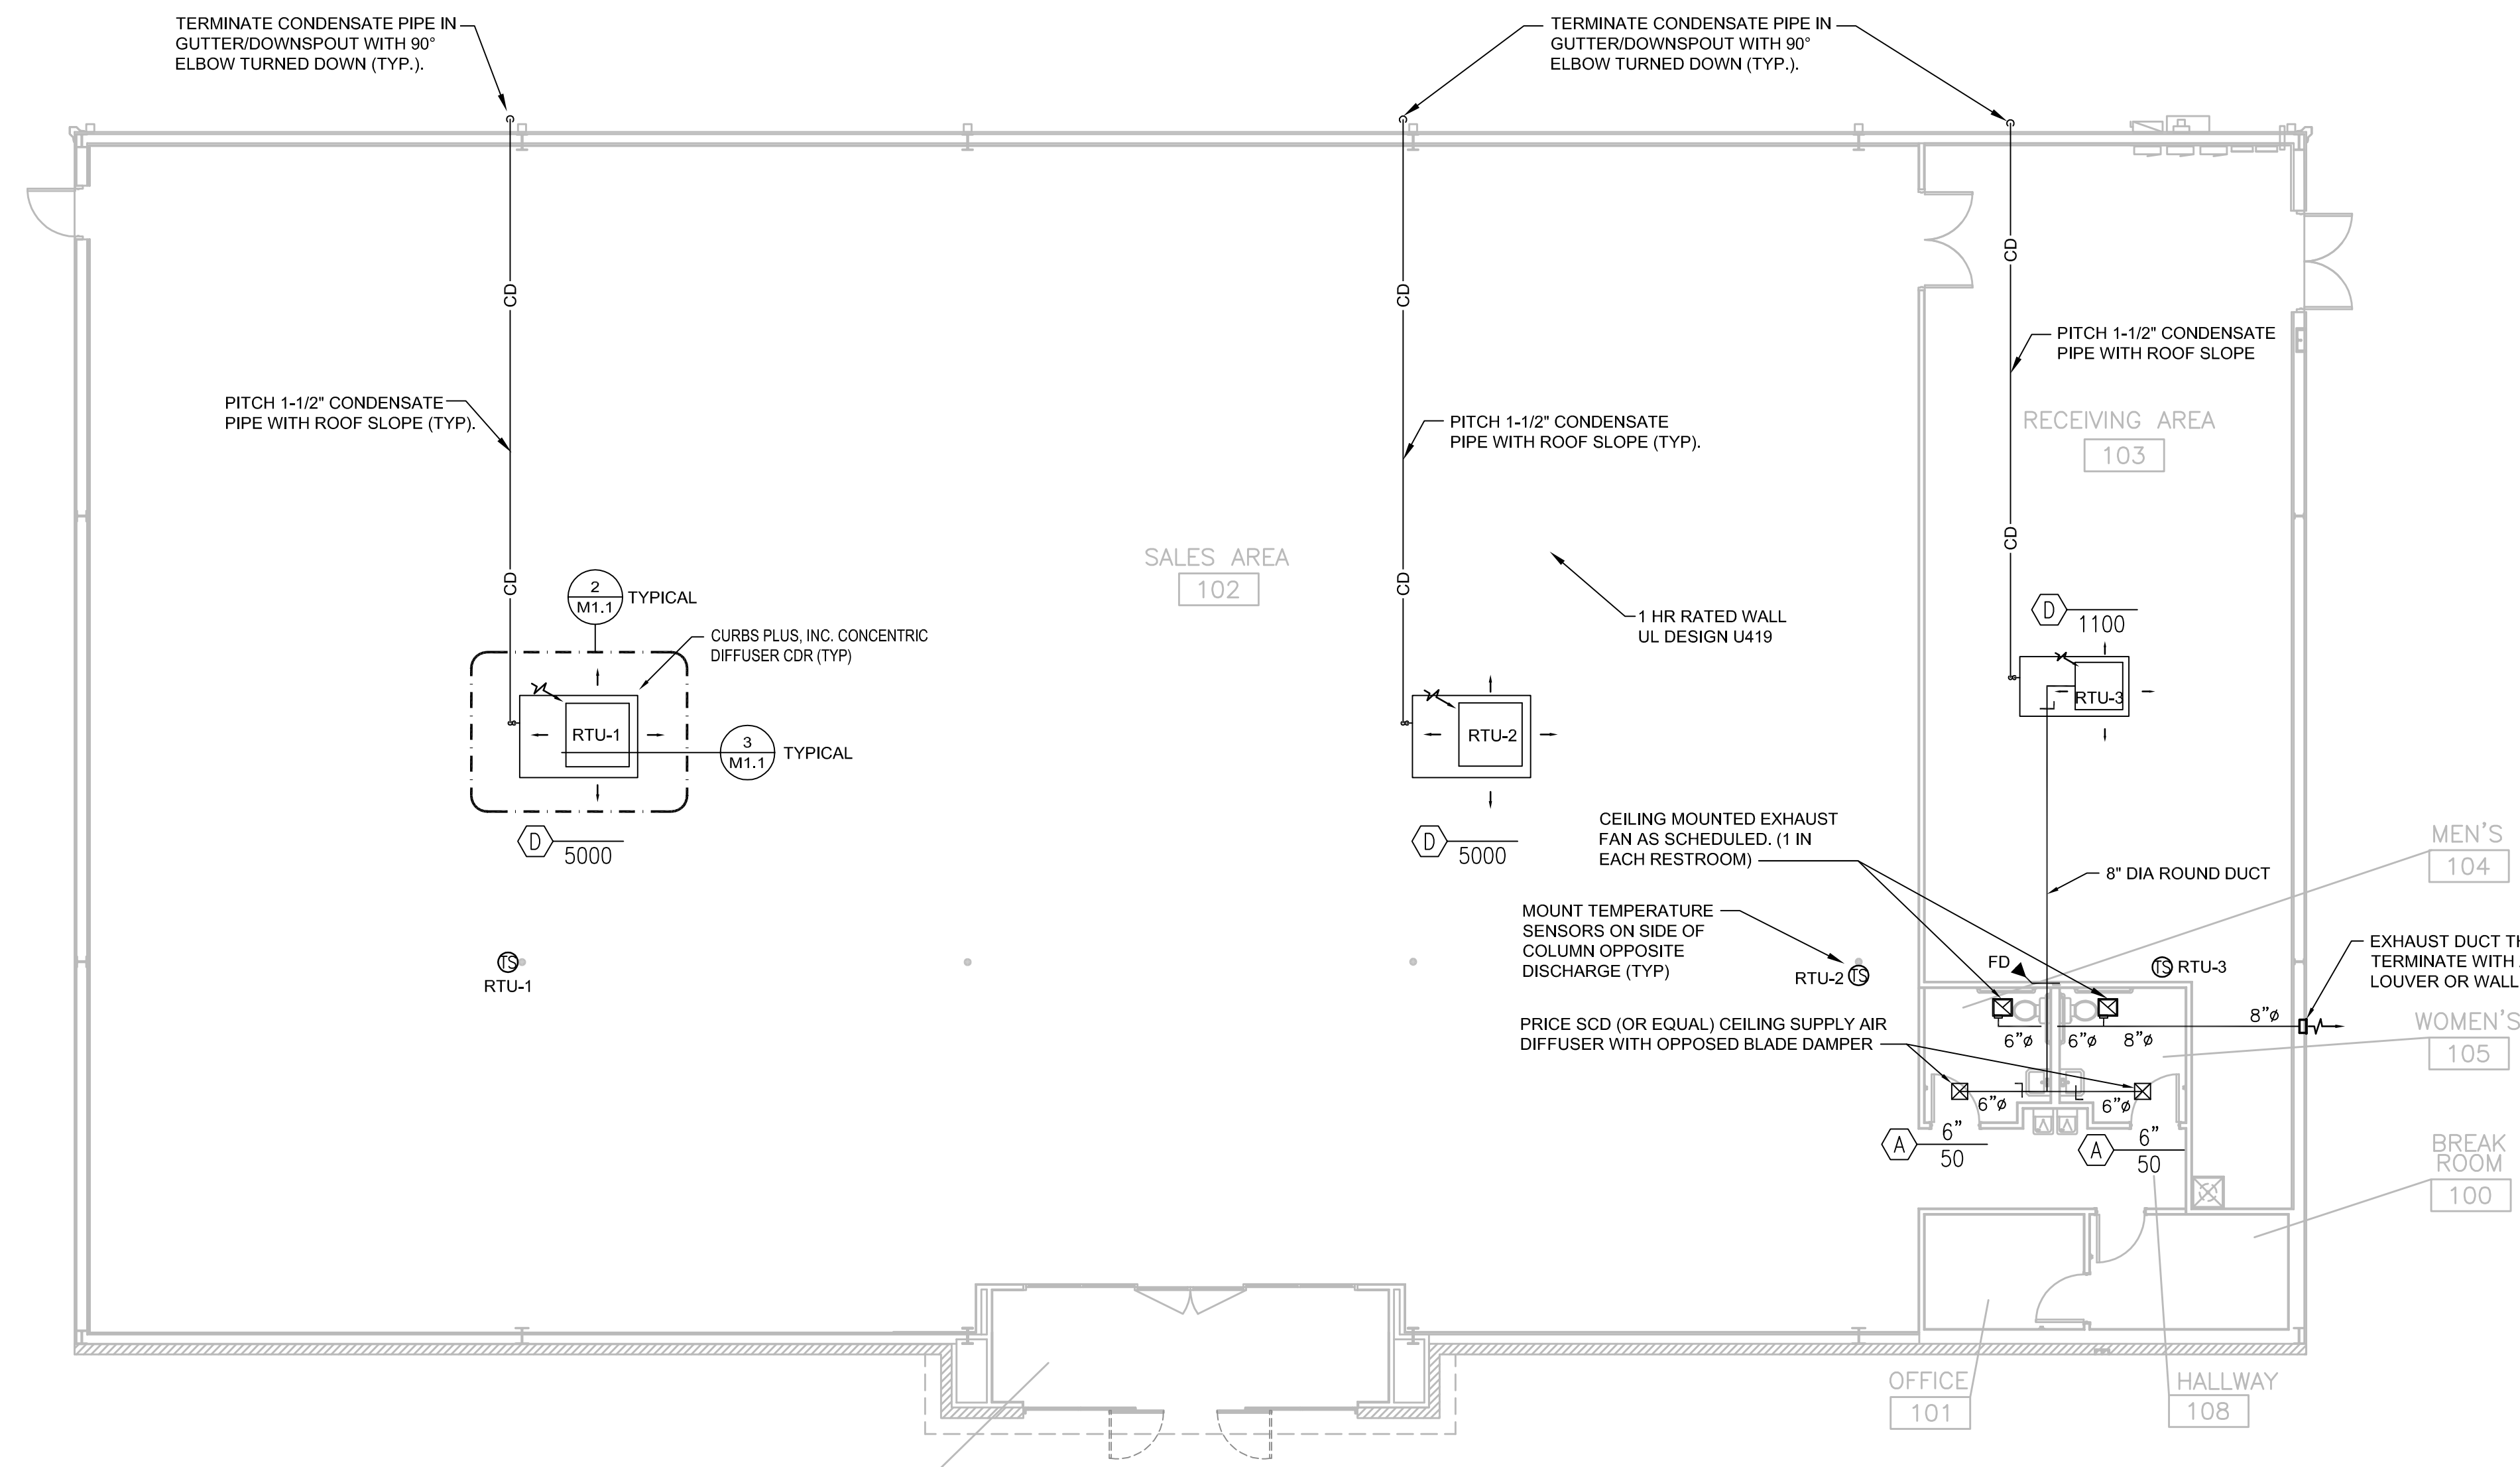 TERMINATE CONDENSATE PIPE IN
GUTTER/DOWNSPOUT WITH 90°
ELBOW TURNED DOWN (TYP.).
TERMINATE CONDENSATE PIPE IN
GUTTER/DOWNSPOUT WITH 90°
ELBOW TURNED DOWN (TYP.).
CD
CD
CD
PITCH 1-1/2" CONDENSATE
PIPE WITH ROOF SLOPE
PITCH 1-1/2" CONDENSATE
PIPE WITH ROOF SLOPE (TYP).
PITCH 1-1/2" CONDENSATE
PIPE WITH ROOF SLOPE (TYP).
RECEIVING AREA
103
CD
CD
CD
SALES AREA
102
2
M1.1
TYPICAL
CURBS PLUS, INC. CONCENTRIC
DIFFUSER CDR (TYP)
1 HR RATED WALL
UL DESIGN U419
D
1100
RTU-1
RTU-2
RTU-3
3
M1.1
TYPICAL
D
5000
D
5000
CEILING MOUNTED EXHAUST
FAN AS SCHEDULED. (1 IN
EACH RESTROOM)
MEN'S
104
8" DIA ROUND DUCT
MOUNT TEMPERATURE
SENSORS ON SIDE OF
COLUMN OPPOSITE
DISCHARGE (TYP)
TS
RTU-1
RTU-2 TS
FD
TS RTU-3
EXHAUST DUCT
TERMINATE WITH
LOUVER OR WALL
PRICE SCD (OR EQUAL) CEILING SUPPLY AIR
DIFFUSER WITH OPPOSED BLADE DAMPER
8"ø
6"ø
6"ø
8"ø
WOMEN'S
105
6"ø
6"ø
A
6"
50
A
6"
50
BREAK
ROOM
100
OFFICE
101
HALLWAY
108